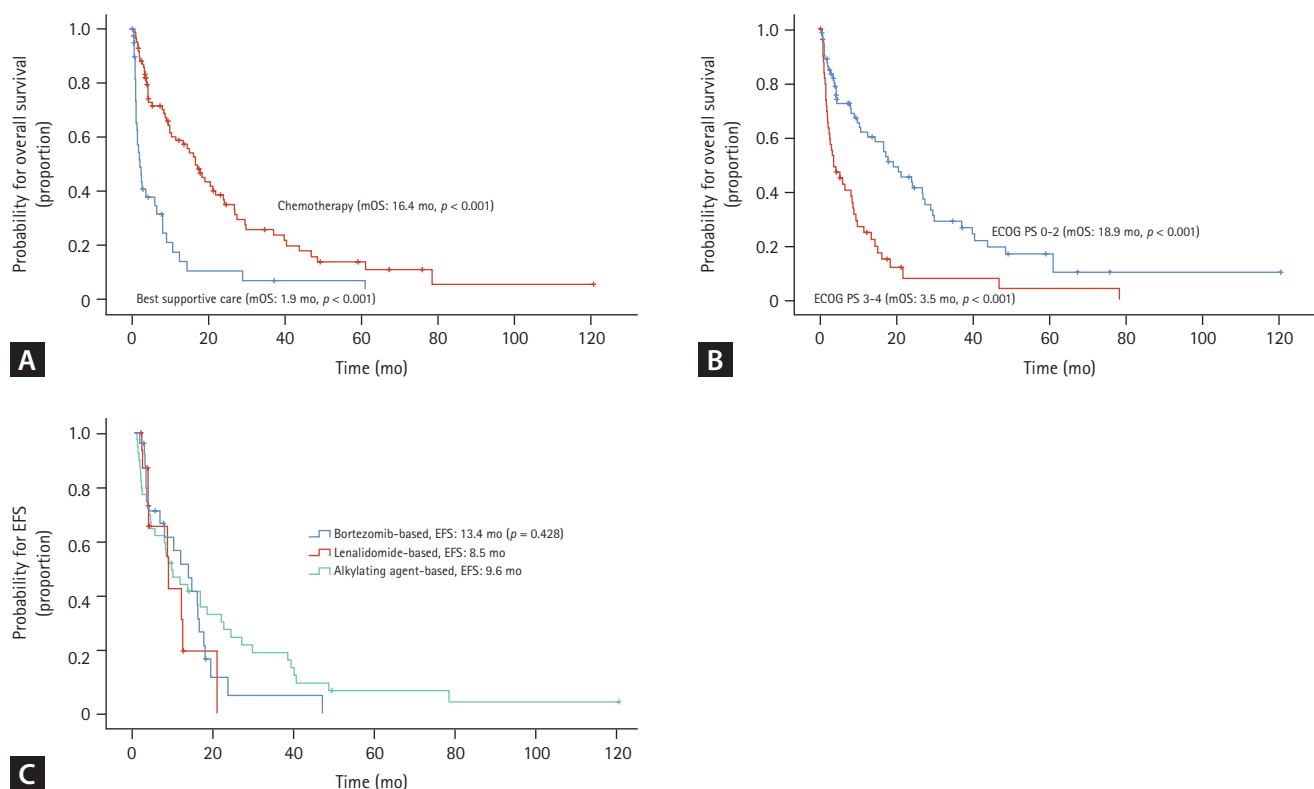 Probability for overall survival
(proportion)
1.0
0.8
0.6
0.4
0.2
0
Chemotherapy (mOS: 16.4 mo, p < 0.001)
Best supportive care (mOS: 1.9 mo, p < 0.001)
0 20 40 60 80 100 120
Time (mo)
A
Probability for overall survival
(proportion)
1.0
0.8
0.6
0.4
0.2
0
ECOG PS 0-2 (mOS: 18.9 mo, p < 0.001)
ECOG PS 3-4 (mOS: 3.5 mo, p < 0.001)
0 20 40 60 80 100 120
Time (mo)
B
Probability for EFS
(proportion)
1.0
0.8
0.6
0.4
0.2
0
Bortezomib-based, EFS: 13.4 mo (p = 0.428)
Lenalidomide-based, EFS: 8.5 mo
Alkylating agent-based, EFS: 9.6 mo
0 20 40 60 80 100 120
Time (mo)
C